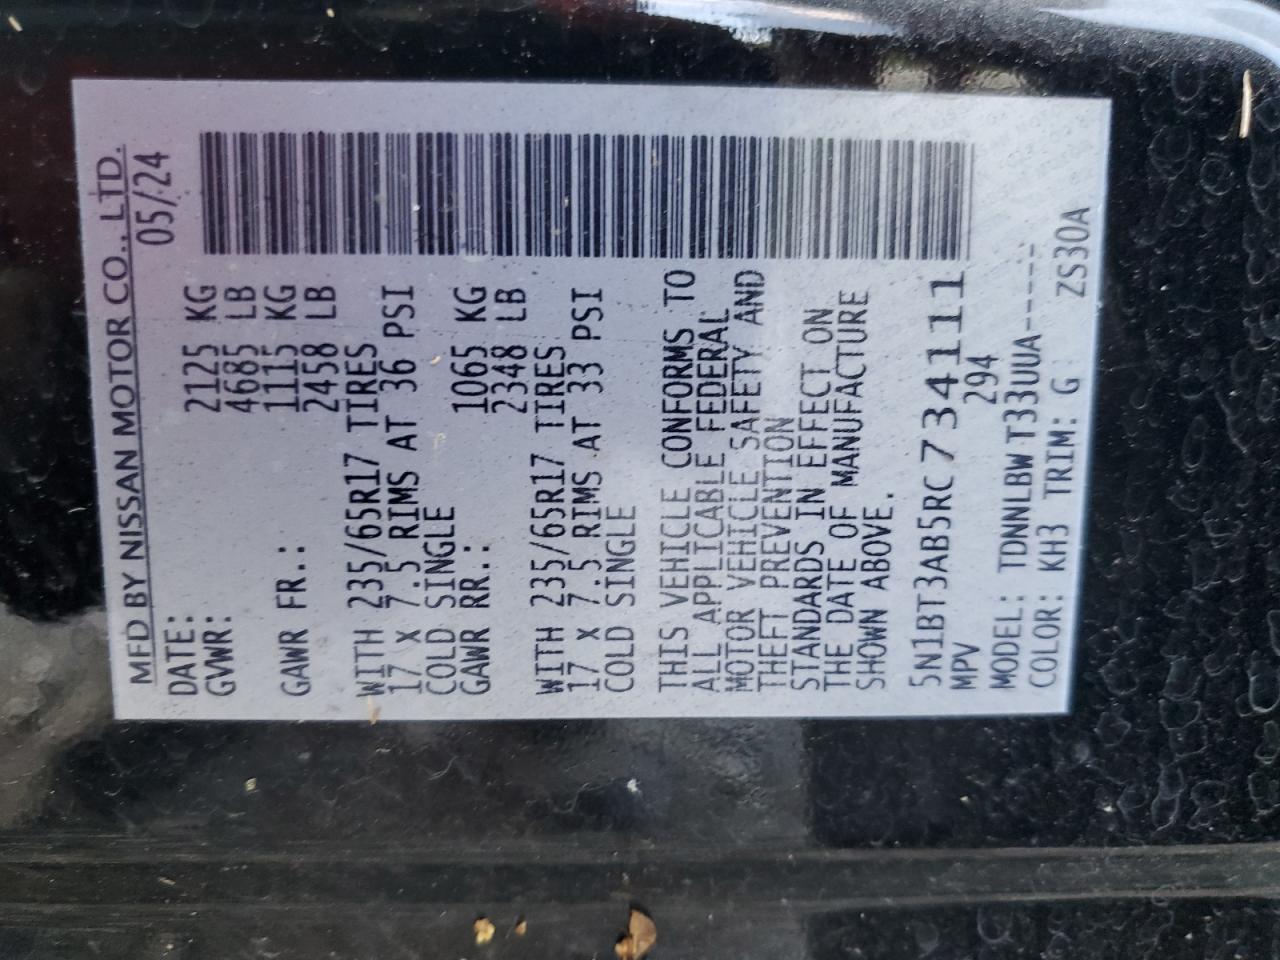 MFD BY NISSAN MOTOR CO., LTD.
DATE: 05/24
GVWR: 2125 KG
4685 LB
GAWR FR.: 1115 KG
2458 LB
WITH 235/65R17 TIRES
17 X 7.5 RIMS AT 36 PSI
COLD SINGLE
GAWR RR.: 1065 KG
2348 LB
WITH 235/65R17 TIRES
17 X 7.5 RIMS AT 33 PSI
COLD SINGLE
THIS VEHICLE CONFORMS TO
ALL APPLICABLE FEDERAL
MOTOR VEHICLE SAFETY AND
THEFT PREVENTION
STANDARDS IN EFFECT ON
THE DATE OF MANUFACTURE
SHOWN ABOVE.
5N1BT3AB5RC734111
MPV 294
MODEL: TDNNLBWT33UUA-----
COLOR: KH3 TRIM: G ZS30A